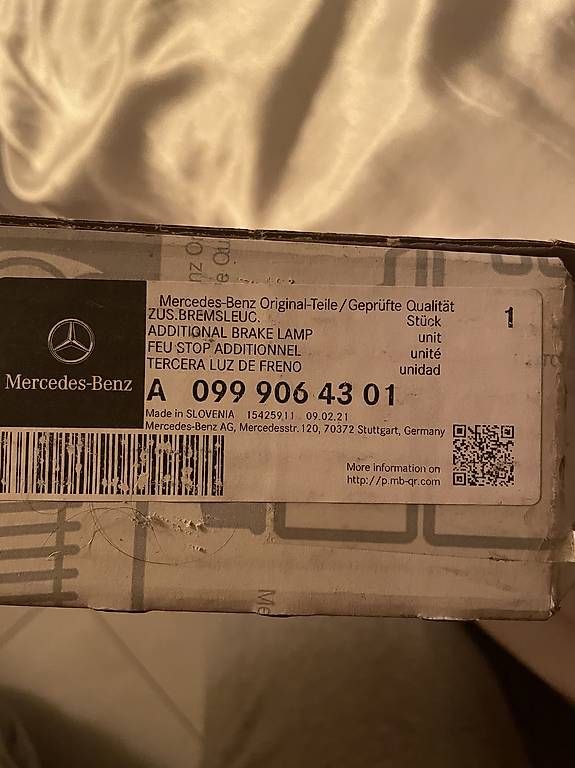 Mercedes-Benz Original-Teile/Geprüfte Qualität
ZUS.BREMSLEUC. Stück 1
ADDITIONAL BRAKE LAMP unit
FEU STOP ADDITIONNEL unité
TERCERA LUZ DE FRENO unidad
Mercedes-Benz
A 099 906 43 01
Made in SLOVENIA 15425911 09.02.21
Mercedes-Benz AG, Mercedesstr. 120, 70372 Stuttgart, Germany
More information on
http://p.mb-qr.com